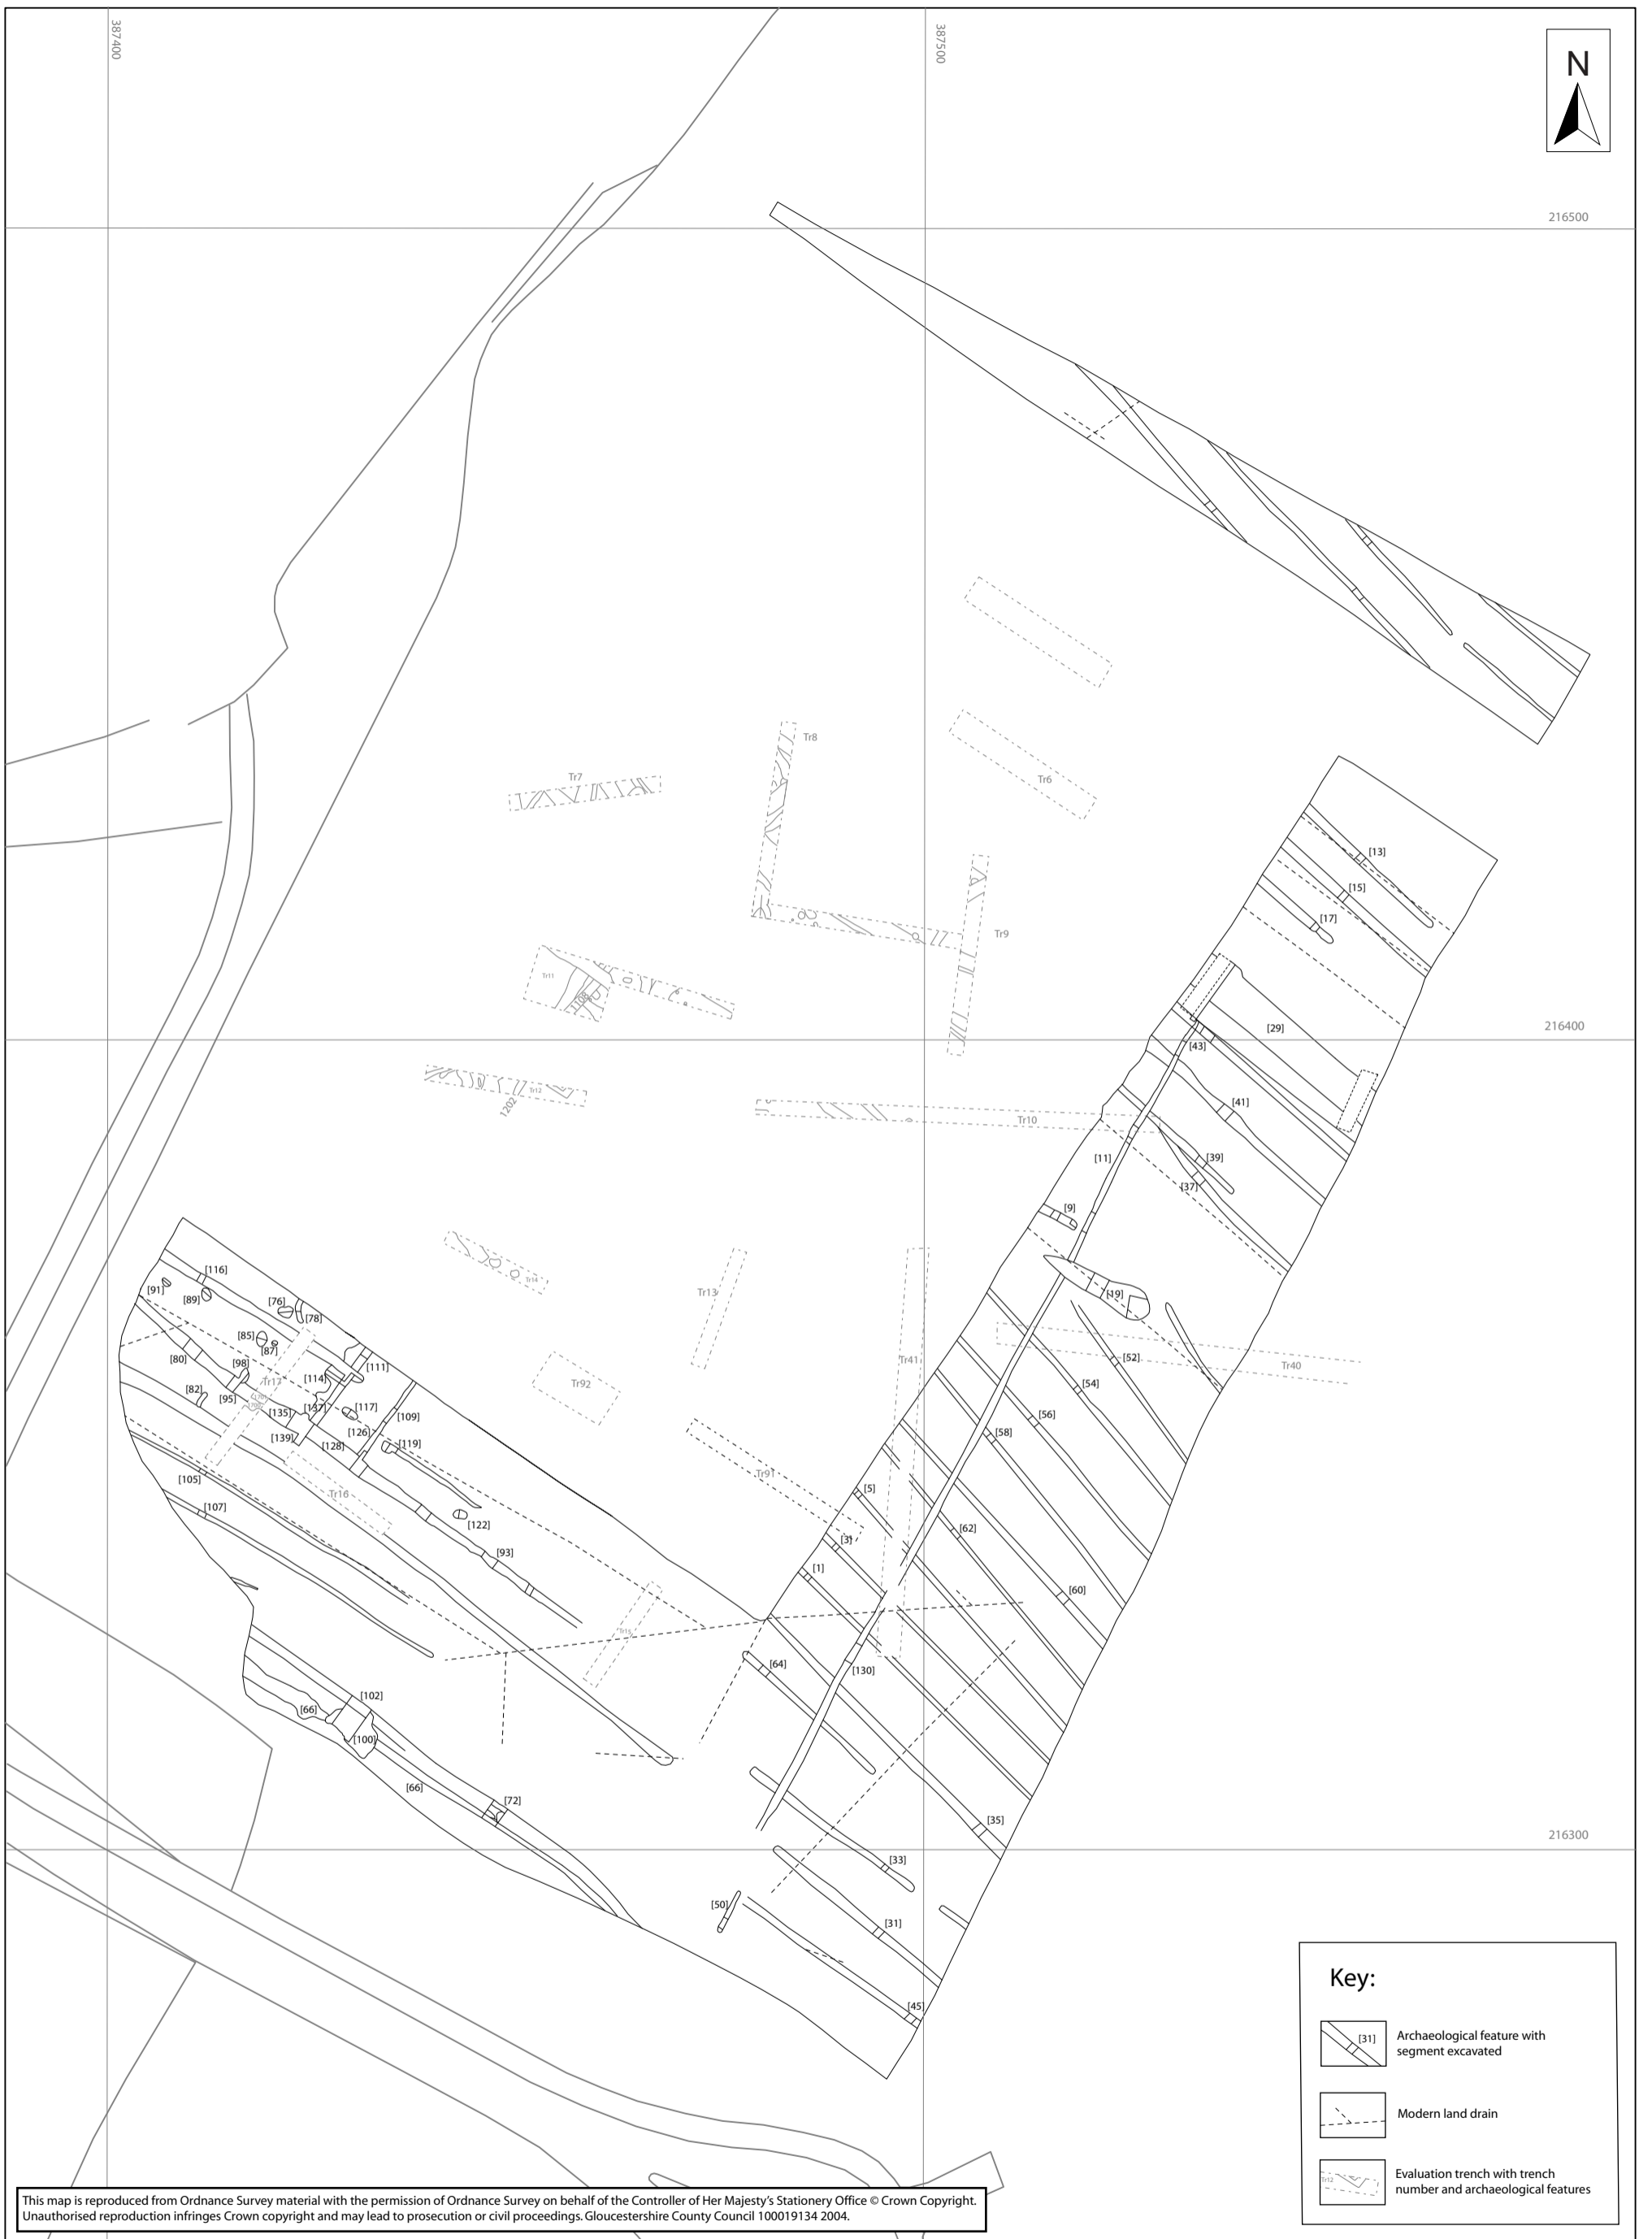 387400
387500
N
216500
Tr8
Tr7
Tr6
[13]
[15]
[17]
Tr9
Tr11
1108
[29]
216400
[43]
Tr12
1202
[41]
Tr10
[11]
[39]
[37]
[9]
[116]
[91]
[89]
[76]
[78]
Tr14
Tr13
[19]
[85]
[87]
[80]
[98]
Tr17
[111]
[114]
[82]
[95]
[135]
[137]
[117]
[109]
[139]
[126]
[128]
[119]
Tr92
Tr41
Tr40
[52]
[54]
[56]
[58]
[105]
Tr16
Tr91
[107]
[122]
[5]
[62]
[3]
[93]
[1]
[60]
Tr15
[64]
[130]
[102]
[66]
[100]
[66]
[72]
[35]
216300
[33]
[50]
[31]
[45]
Key:
[31]
Archaeological feature with
segment excavated
Modern land drain
Tr12
Evaluation trench with trench
number and archaeological features
This map is reproduced from Ordnance Survey material with the permission of Ordnance Survey on behalf of the Controller of Her Majesty’s Stationery Office © Crown Copyright.
Unauthorised reproduction infringes Crown copyright and may lead to prosecution or civil proceedings. Gloucestershire County Council 100019134 2004.